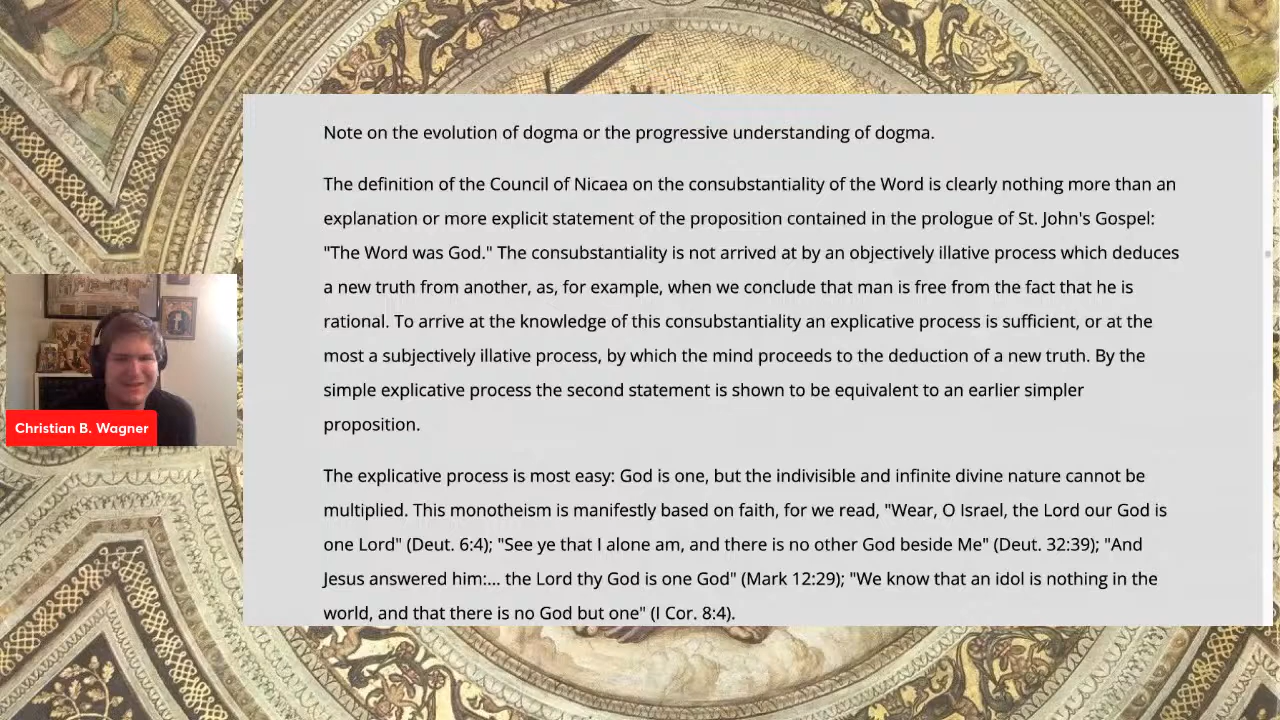 Note on the evolution of dogma or the progressive understanding of dogma.
The definition of the Council of Nicaea on the consubstantiality of the Word is clearly nothing more than an
explanation or more explicit statement of the proposition contained in the prologue of St. John's Gospel:
"The Word was God." The consubstantiality is not arrived at by an objectively illative process which deduces
a new truth from another, as, for example, when we conclude that man is free from the fact that he is
rational. To arrive at the knowledge of this consubstantiality an explicative process is sufficient, or at the
most a subjectively illative process, by which the mind proceeds to the deduction of a new truth. By the
simple explicative process the second statement is shown to be equivalent to an earlier simpler
proposition.
The explicative process is most easy: God is one, but the indivisible and infinite divine nature cannot be
multiplied. This monotheism is manifestly based on faith, for we read, "Wear, O Israel, the Lord our God is
one Lord" (Deut. 6:4); "See ye that I alone am, and there is no other God beside Me" (Deut. 32:39); "And
Jesus answered him:... the Lord thy God is one God" (Mark 12:29); "We know that an idol is nothing in the
world, and that there is no God but one" (I Cor. 8:4).
Christian B. Wagner